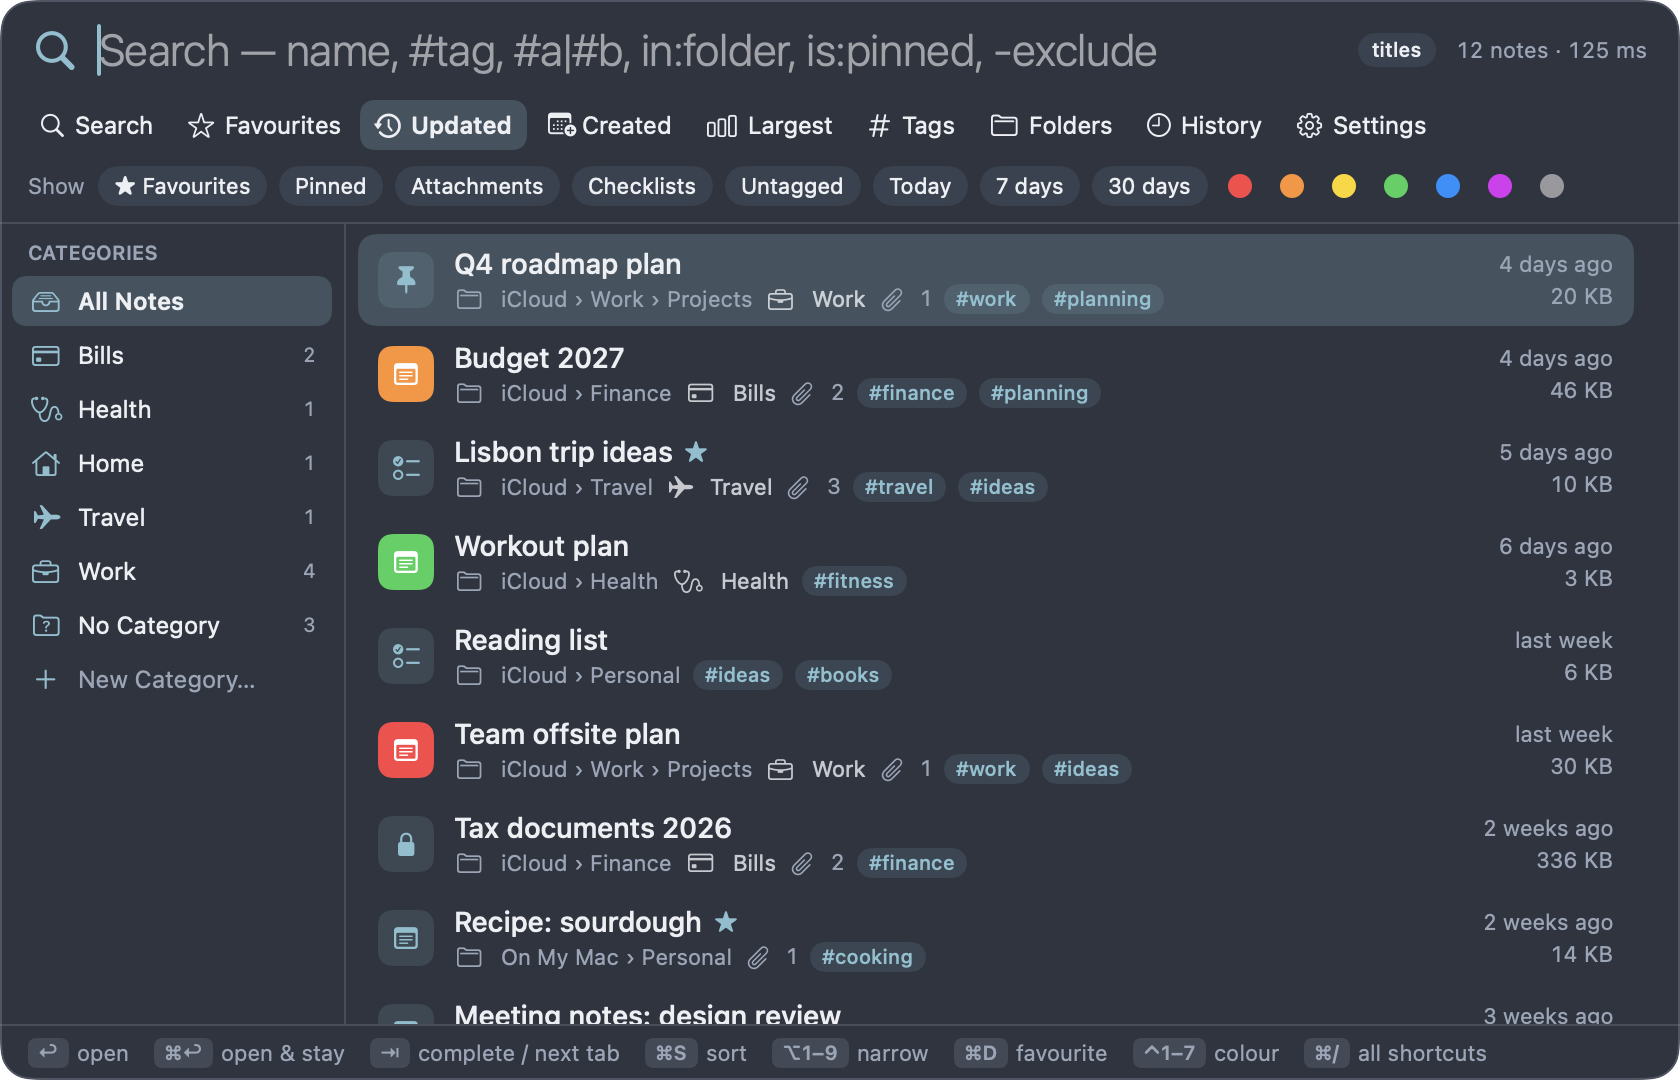 Search — name, #tag, #a|#b, in:folder, is:pinned, -exclude
titles
12 notes · 125 ms
Search
Favourites
Updated
Created
Largest
Tags
Folders
History
Settings
Show
Favourites
Pinned
Attachments
Checklists
Untagged
Today
7 days
30 days
CATEGORIES
All Notes
Bills 2
Health 1
Home 1
Travel 1
Work 4
No Category 3
New Category...
Q4 roadmap plan
4 days ago
iCloud › Work › Projects Work 1 #work #planning
20 KB
Budget 2027
4 days ago
iCloud › Finance Bills 2 #finance #planning
46 KB
Lisbon trip ideas
5 days ago
iCloud › Travel Travel 3 #travel #ideas
10 KB
Workout plan
6 days ago
iCloud › Health Health #fitness
3 KB
Reading list
last week
iCloud › Personal #ideas #books
6 KB
Team offsite plan
last week
iCloud › Work › Projects Work 1 #work #ideas
30 KB
Tax documents 2026
2 weeks ago
iCloud › Finance Bills 2 #finance
336 KB
Recipe: sourdough
2 weeks ago
On My Mac › Personal 1 #cooking
14 KB
Meeting notes: design review
3 weeks ago
↩ open
⌘↩ open & stay
⇥ complete / next tab
⌘S sort
⌥1–9 narrow
⌘D favourite
^1–7 colour
⌘/ all shortcuts